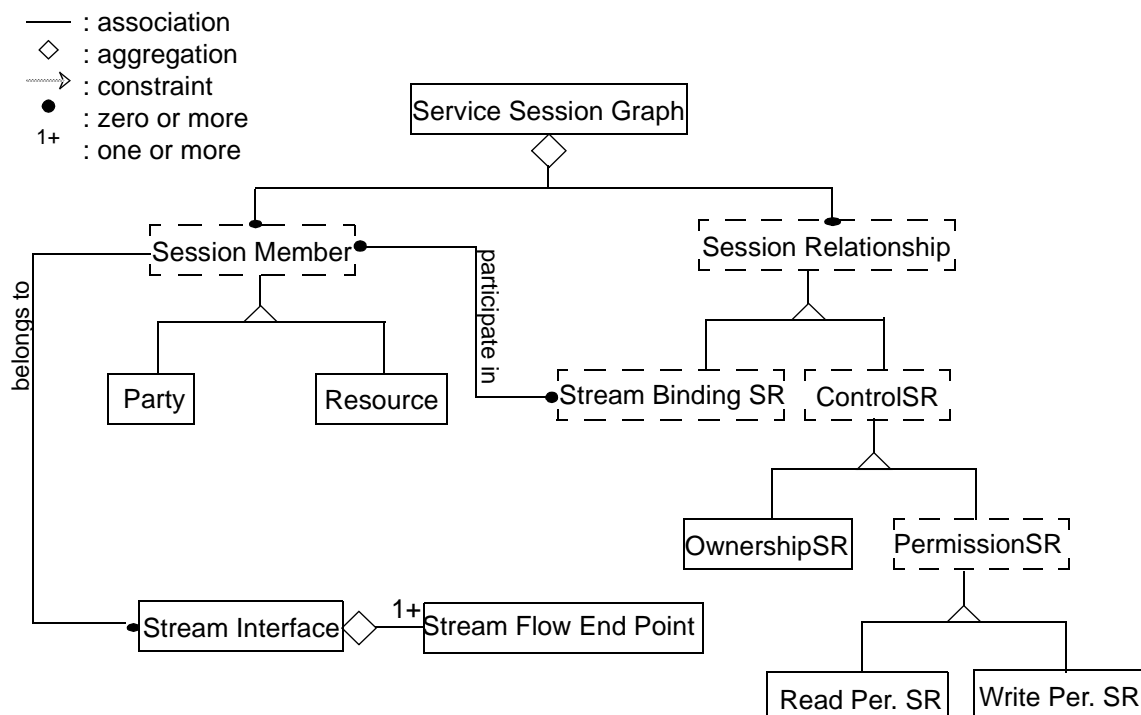 : association
: aggregation
: constraint
: zero or more
1+ : one or more
Service Session Graph
Session Member
Session Relationship
belongs to
participate in
Party
Resource
Stream Binding SR
ControlSR
OwnershipSR
PermissionSR
Stream Interface
1+
Stream Flow End Point
Read Per. SR
Write Per. SR